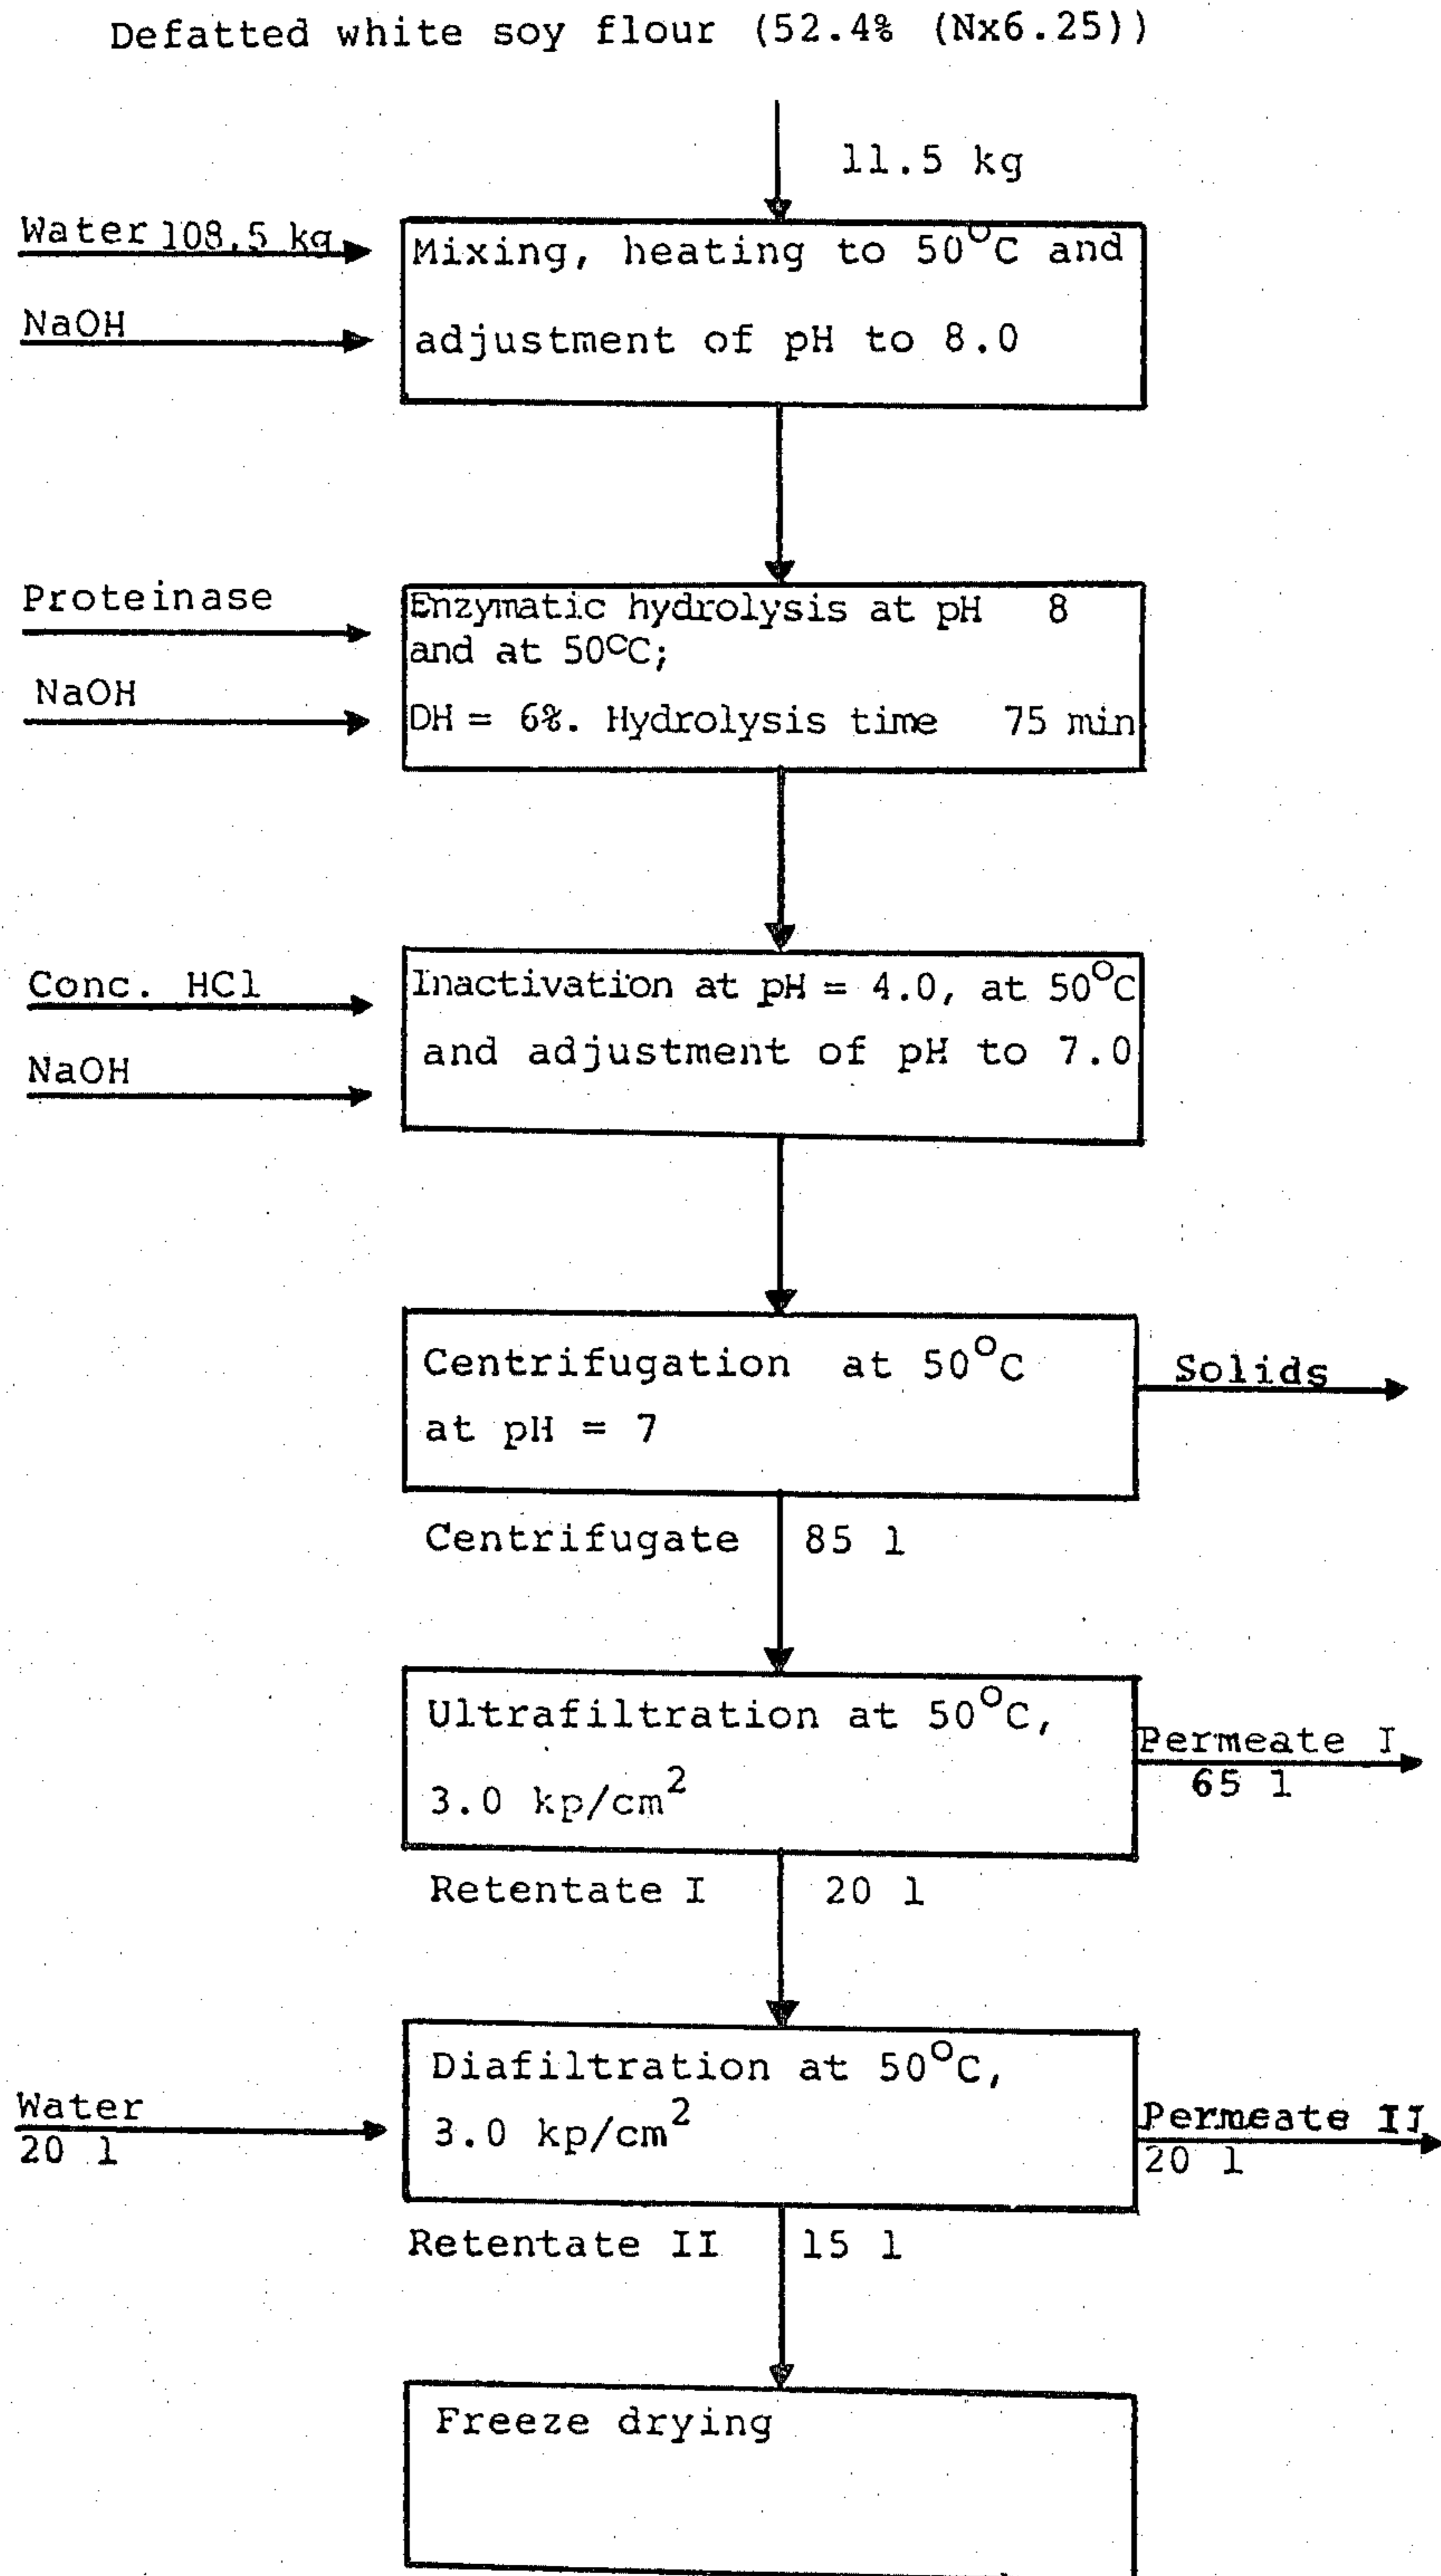 Defatted white soy flour (52.4% (Nx6.25))
11.5 kg
Water 108.5 kg
NaOH
Mixing, heating to 50°C and
adjustment of pH to 8.0
Proteinase
NaOH
Enzymatic hydrolysis at pH 8
and at 50°C;
DH = 6%. Hydrolysis time 75 min
Conc. HCl
NaOH
Inactivation at pH = 4.0, at 50°C
and adjustment of pH to 7.0
Centrifugation at 50°C
at pH = 7
Solids
Centrifugate 85 l
Ultrafiltration at 50°C,
3.0 kp/cm²
Permeate I
65 l
Retentate I 20 l
Water
20 l
Diafiltration at 50°C,
3.0 kp/cm²
Permeate II
20 l
Retentate II 15 l
Freeze drying